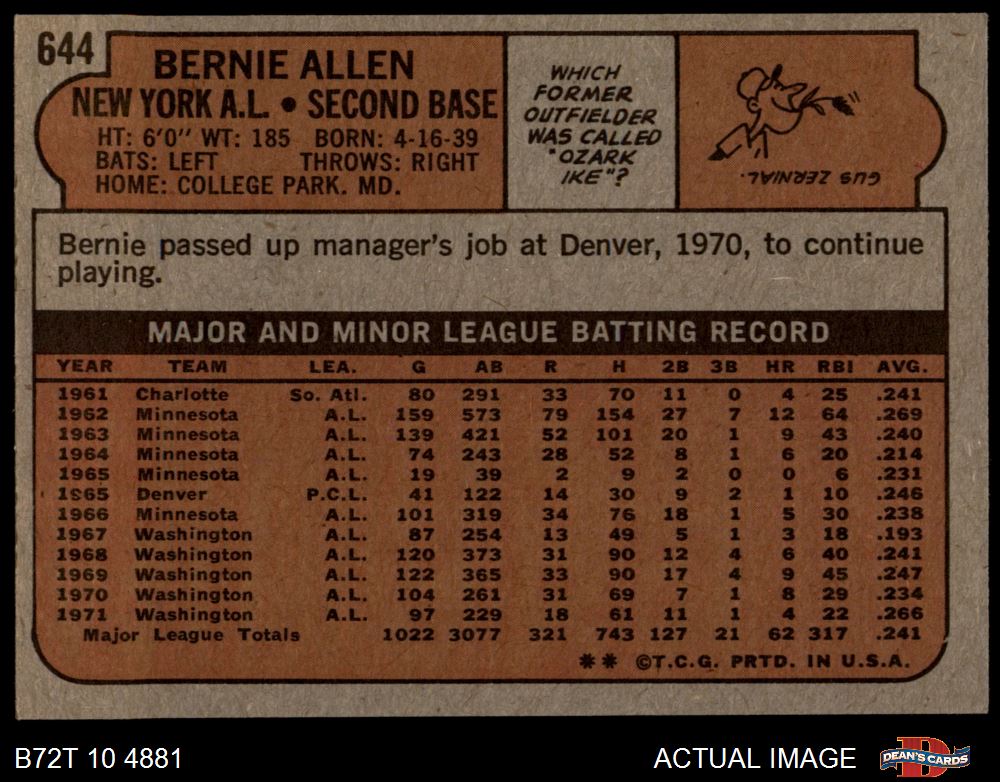 644
BERNIE ALLEN
NEW YORK A.L. • SECOND BASE
HT: 6'0" WT: 185 BORN: 4-16-39
BATS: LEFT THROWS: RIGHT
HOME: COLLEGE PARK. MD.
WHICH
FORMER
OUTFIELDER
WAS CALLED
"OZARK
IKE"?
GUS ZERNIAL.
Bernie passed up manager's job at Denver, 1970, to continue
playing.
MAJOR AND MINOR LEAGUE BATTING RECORD
YEAR TEAM LEA. G AB R H 2B 3B HR RBI AVG.
1961 Charlotte So. Atl. 80 291 33 70 11 0 4 25 .241
1962 Minnesota A.L. 159 573 79 154 27 7 12 64 .269
1963 Minnesota A.L. 139 421 52 101 20 1 9 43 .240
1964 Minnesota A.L. 74 243 28 52 8 1 6 20 .214
1965 Minnesota A.L. 19 39 2 9 2 0 0 6 .231
1965 Denver P.C.L. 41 122 14 30 9 2 1 10 .246
1966 Minnesota A.L. 101 319 34 76 18 1 5 30 .238
1967 Washington A.L. 87 254 13 49 5 1 3 18 .193
1968 Washington A.L. 120 373 31 90 12 4 6 40 .241
1969 Washington A.L. 122 365 33 90 17 4 9 45 .247
1970 Washington A.L. 104 261 31 69 7 1 8 29 .234
1971 Washington A.L. 97 229 18 61 11 1 4 22 .266
Major League Totals 1022 3077 321 743 127 21 62 317 .241
** ©T.C.G. PRTD. IN U.S.A.
B72T 10 4881
ACTUAL IMAGE
DEAN'S CARDS